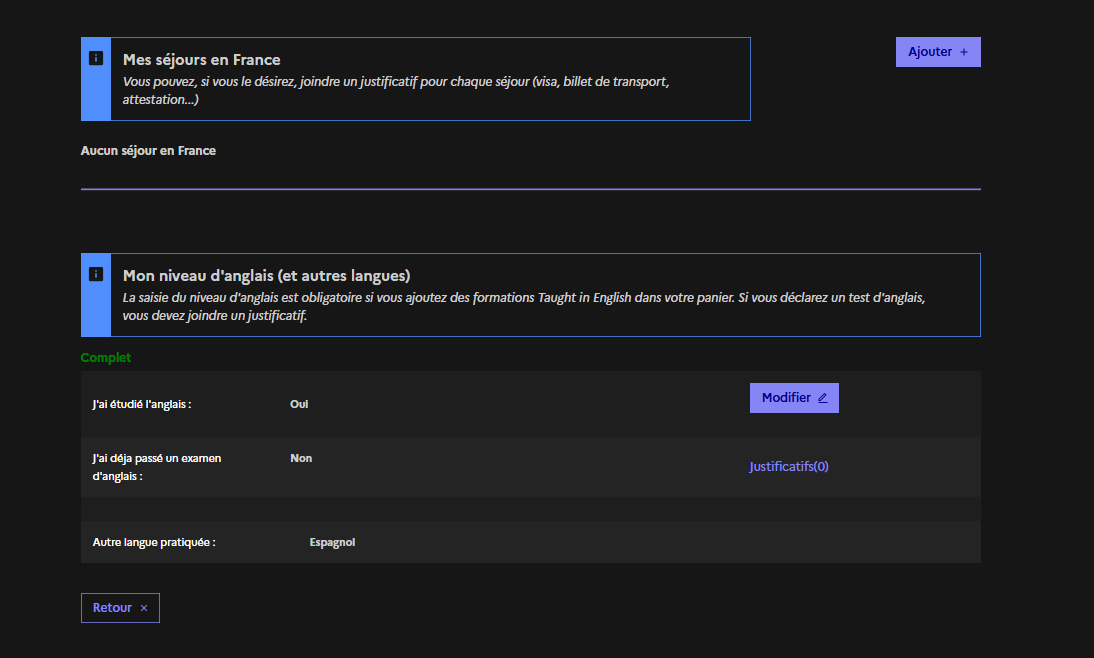 Mes séjours en France
Ajouter +
Vous pouvez, si vous le désirez, joindre un justificatif pour chaque séjour (visa, billet de transport,
attestation...)
Aucun séjour en France
Mon niveau d'anglais (et autres langues)
La saisie du niveau d'anglais est obligatoire si vous ajoutez des formations Taught in English dans votre panier. Si vous déclarez un test d'anglais,
vous devez joindre un justificatif.
Complet
J'ai étudié l'anglais : Oui
Modifier
J'ai déja passé un examen
d'anglais :
Non
Justificatifs(0)
Autre langue pratiquée : Espagnol
Retour ×